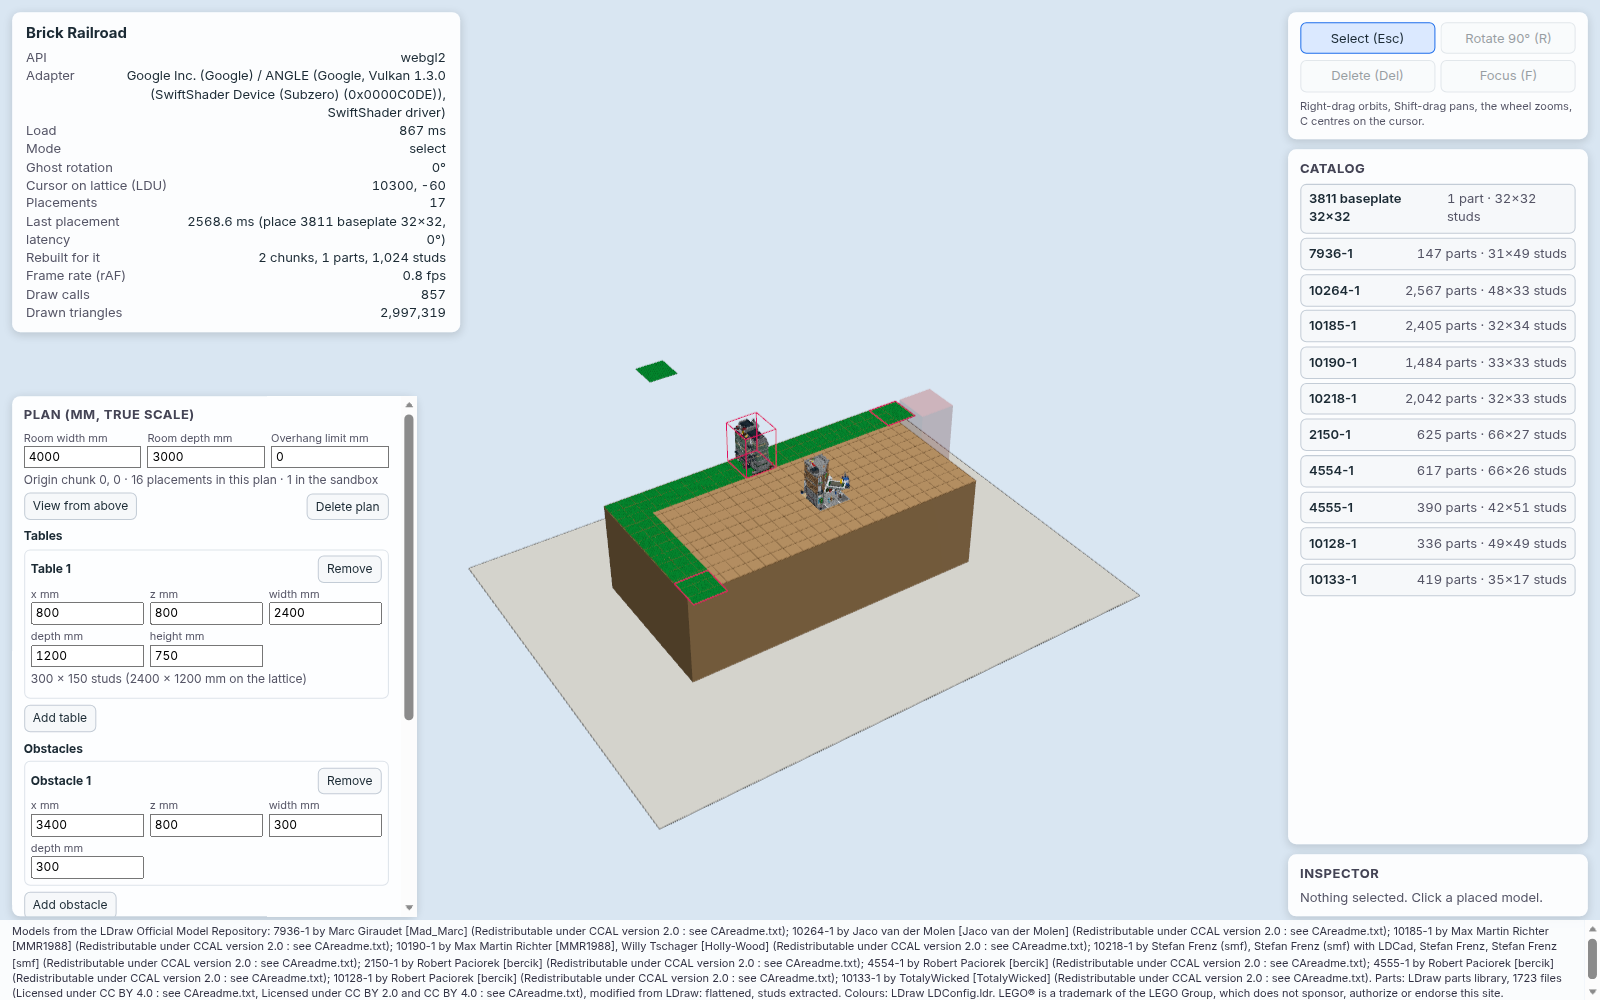 Brick Railroad
API webgl2
Adapter Google Inc. (Google) / ANGLE (Google, Vulkan 1.3.0
(SwiftShader Device (Subzero) (0x0000C0DE)),
SwiftShader driver)
Load 867 ms
Mode select
Ghost rotation 0°
Cursor on lattice (LDU) 10300, -60
Placements 17
Last placement latency 2568.6 ms (place 3811 baseplate 32×32,
0°)
Rebuilt for it 2 chunks, 1 parts, 1,024 studs
Frame rate (rAF) 0.8 fps
Draw calls 857
Drawn triangles 2,997,319
PLAN (MM, TRUE SCALE)
Room width mm Room depth mm Overhang limit mm
4000 3000 0
Origin chunk 0, 0 · 16 placements in this plan · 1 in the sandbox
View from above Delete plan
Tables
Table 1 Remove
x mm z mm width mm
800 800 2400
depth mm height mm
1200 750
300 × 150 studs (2400 × 1200 mm on the lattice)
Add table
Obstacles
Obstacle 1 Remove
x mm z mm width mm
3400 800 300
depth mm
300
Add obstacle
Select (Esc) Rotate 90° (R)
Delete (Del) Focus (F)
Right-drag orbits, Shift-drag pans, the wheel zooms,
C centres on the cursor.
CATALOG
3811 baseplate 32×32 1 part · 32×32 studs
7936-1 147 parts · 31×49 studs
10264-1 2,567 parts · 48×33 studs
10185-1 2,405 parts · 32×34 studs
10190-1 1,484 parts · 33×33 studs
10218-1 2,042 parts · 32×33 studs
2150-1 625 parts · 66×27 studs
4554-1 617 parts · 66×26 studs
4555-1 390 parts · 42×51 studs
10128-1 336 parts · 49×49 studs
10133-1 419 parts · 35×17 studs
INSPECTOR
Nothing selected. Click a placed model.
Models from the LDraw Official Model Repository: 7936-1 by Marc Giraudet [Mad_Marc] (Redistributable under CCAL version 2.0 : see CAreadme.txt); 10264-1 by Jaco van der Molen [Jaco van der Molen] (Redistributable under CCAL version 2.0 : see CAreadme.txt); 10185-1 by Max Martin Richter
[MMR1988] (Redistributable under CCAL version 2.0 : see CAreadme.txt); 10190-1 by Max Martin Richter [MMR1988], Willy Tschager [Holly-Wood] (Redistributable under CCAL version 2.0 : see CAreadme.txt); 10218-1 by Stefan Frenz (smf), Stefan Frenz (smf) with LDCad, Stefan Frenz, Stefan Frenz
[smf] (Redistributable under CCAL version 2.0 : see CAreadme.txt); 2150-1 by Robert Paciorek [bercik] (Redistributable under CCAL version 2.0 : see CAreadme.txt); 4554-1 by Robert Paciorek [bercik] (Redistributable under CCAL version 2.0 : see CAreadme.txt); 4555-1 by Robert Paciorek [bercik]
(Redistributable under CCAL version 2.0 : see CAreadme.txt); 10128-1 by Robert Paciorek [bercik] (Redistributable under CCAL version 2.0 : see CAreadme.txt); 10133-1 by TotalyWicked [TotalyWicked] (Redistributable under CCAL version 2.0 : see CAreadme.txt). Parts: LDraw parts library, 1723 files
(Licensed under CC BY 4.0 : see CAreadme.txt, Licensed under CC BY 2.0 and CC BY 4.0 : see CAreadme.txt), modified from LDraw: flattened, studs extracted. Colours: LDraw LDConfig.ldr. LEGO® is a trademark of the LEGO Group, which does not sponsor, authorize or endorse this site.